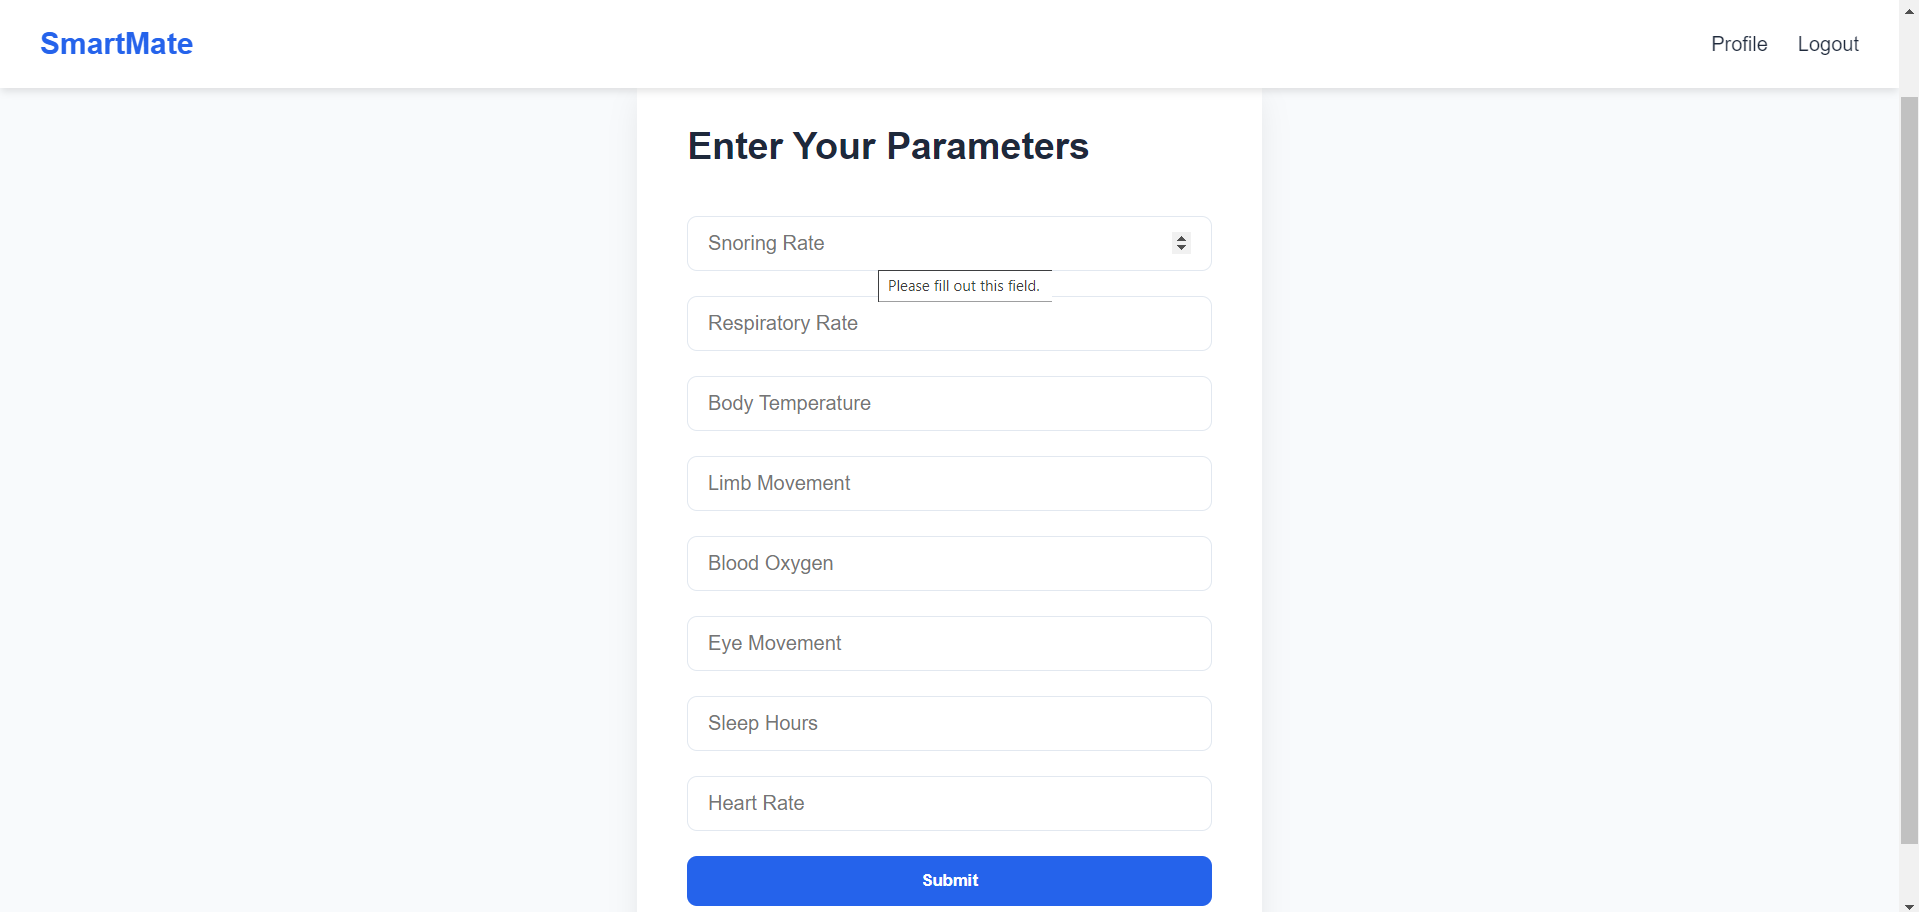 SmartMate
Profile
Logout
Enter Your Parameters
Snoring Rate
Please fill out this field.
Respiratory Rate
Body Temperature
Limb Movement
Blood Oxygen
Eye Movement
Sleep Hours
Heart Rate
Submit